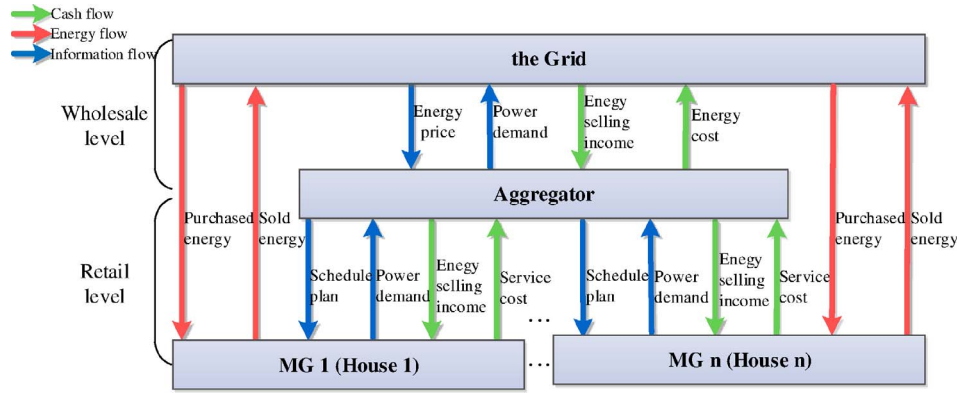 Cash flow
Energy flow
Information flow
the Grid
Wholesale
level
Energy
price
Power
demand
Enegy
selling
income
Energy
cost
Aggregator
Purchased
energy
Sold
energy
Purchased
energy
Sold
energy
Retail
level
Schedule
plan
Power
demand
Enegy
selling
income
Service
cost
Schedule
plan
Power
demand
Enegy
selling
income
Service
cost
...
MG 1 (House 1)
...
MG n (House n)